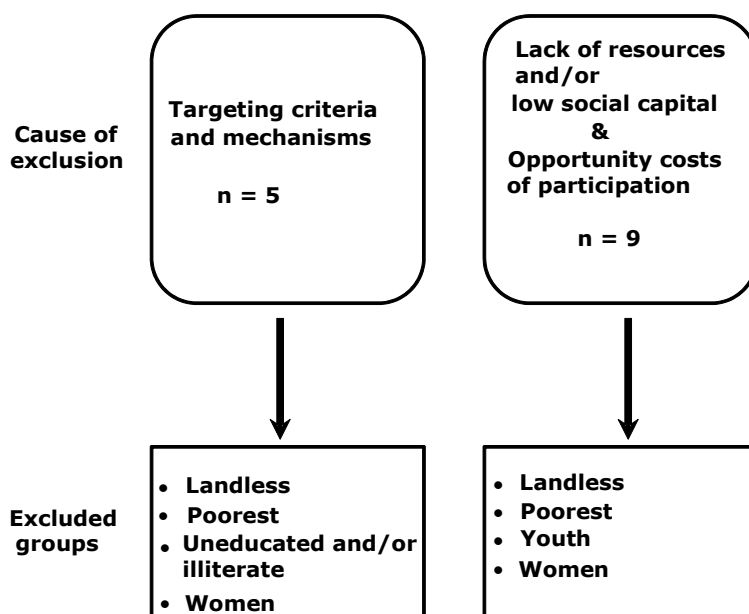 Cause of
exclusion
Targeting criteria
and mechanisms
n = 5
Lack of resources
and/or
low social capital
&
Opportunity costs
of participation
n = 9
Excluded
groups
• Landless
• Poorest
• Uneducated and/or
illiterate
• Women
• Landless
• Poorest
• Youth
• Women